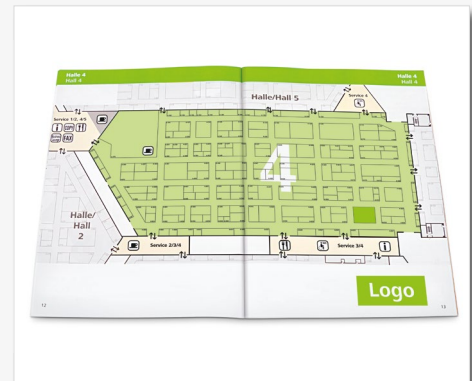 Halle 4
Hall 4
Halle 4
Hall 4
Halle/Hall 5
Service 4
Service 1/2, 4/5
4
Halle/
Hall
2
Service 2/3/4
Service 3/4
Logo
12
13